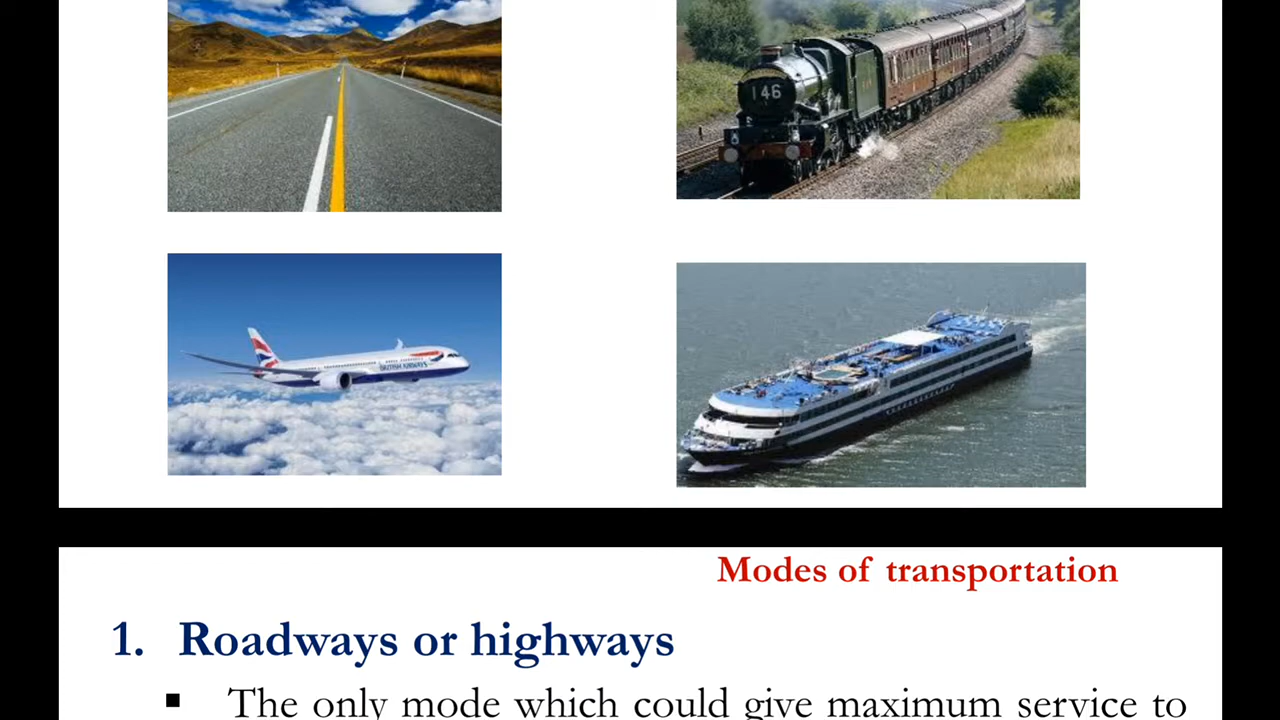 146
BRITISH AIRWAYS
Modes of transportation
1. Roadways or highways
▪ The only mode which could give maximum service to